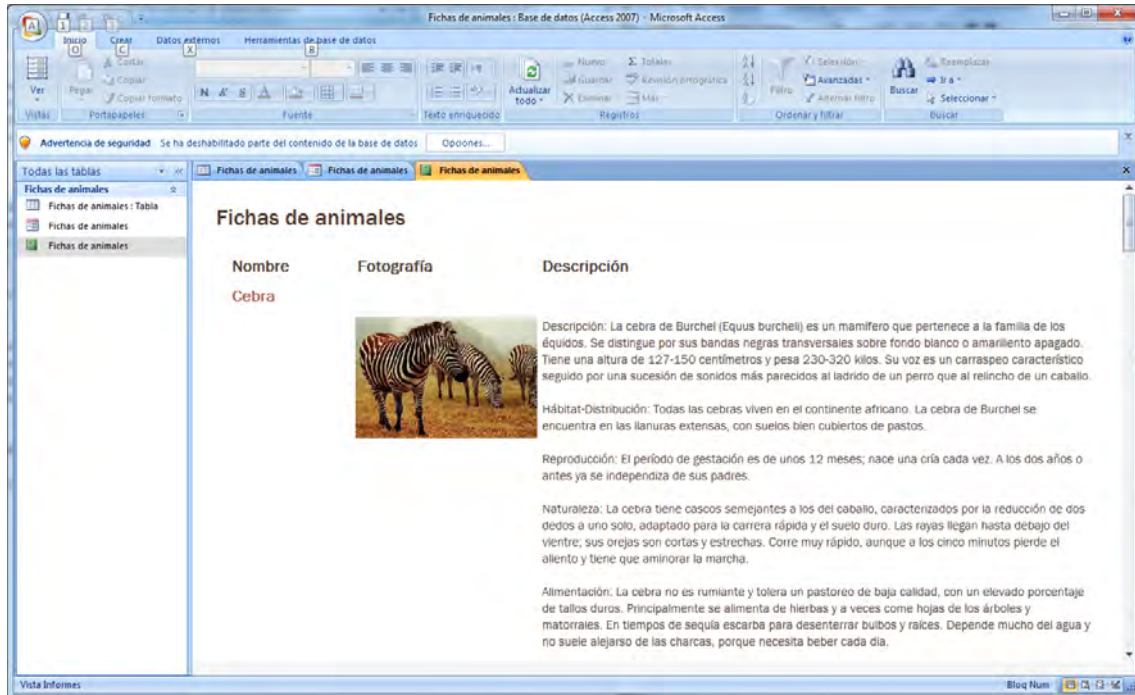 Fichas de animales : Base de datos (Access 2007) - Microsoft Access
1
Inicio Crear Datos externos Herramientas de base de datos
O C X B
Ver
Pegar
Cortar
Copiar
Copiar formato
N K S A
Actualizar todo
Nuevo
Guardar
Eliminar
Totales
Revisión ortográfica
Más
Filtro
Selección
Avanzadas
Alternar filtro
Buscar
Reemplazar
Ir a
Seleccionar
Vistas Portapapeles Fuente Texto enriquecido Registros Ordenar y filtrar Buscar
Advertencia de seguridad Se ha deshabilitado parte del contenido de la base de datos Opciones...
Todas las tablas
Fichas de animales
Fichas de animales : Tabla
Fichas de animales
Fichas de animales
Fichas de animales Fichas de animales Fichas de animales
Fichas de animales
Nombre Fotografía Descripción
Cebra
Descripción: La cebra de Burchel (Equus burcheli) es un mamífero que pertenece a la familia de los
équidos. Se distingue por sus bandas negras transversales sobre fondo blanco o amarillento apagado.
Tiene una altura de 127-150 centímetros y pesa 230-320 kilos. Su voz es un carraspeo característico
seguido por una sucesión de sonidos más parecidos al ladrido de un perro que al relincho de un caballo.
Hábitat-Distribución: Todas las cebras viven en el continente africano. La cebra de Burchel se
encuentra en las llanuras extensas, con suelos bien cubiertos de pastos.
Reproducción: El período de gestación es de unos 12 meses; nace una cría cada vez. A los dos años o
antes ya se independiza de sus padres.
Naturaleza: La cebra tiene cascos semejantes a los del caballo, caracterizados por la reducción de dos
dedos a uno solo, adaptado para la carrera rápida y el suelo duro. Las rayas llegan hasta debajo del
vientre; sus orejas son cortas y estrechas. Corre muy rápido, aunque a los cinco minutos pierde el
aliento y tiene que aminorar la marcha.
Alimentación: La cebra no es rumiante y tolera un pastoreo de baja calidad, con un elevado porcentaje
de tallos duros. Principalmente se alimenta de hierbas y a veces come hojas de los árboles y
matorrales. En tiempos de sequía escarba para desenterrar bulbos y raíces. Depende mucho del agua y
no suele alejarso de las charcas, porque necesita beber cada día.
Vista Informes
Bloq Num